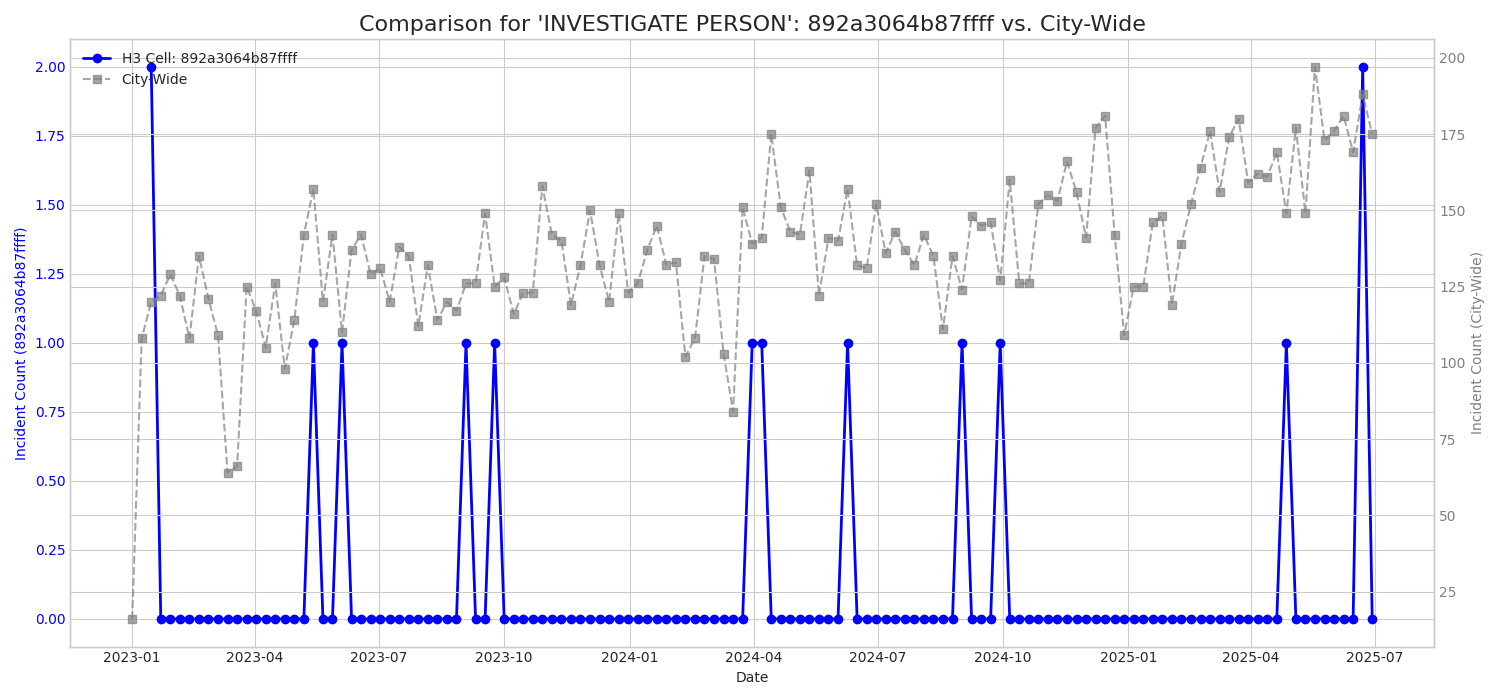 Comparison for 'INVESTIGATE PERSON': 892a3064b87ffff vs. City-Wide
H3 Cell: 892a3064b87ffff
City-Wide
Incident Count (892a3064b87ffff)
2.00
1.75
1.50
1.25
1.00
0.75
0.50
0.25
0.00
200
175
150
125
100
75
50
25
Incident Count (City-Wide)
2023-01 2023-04 2023-07 2023-10 2024-01 2024-04 2024-07 2024-10 2025-01 2025-04 2025-07
Date